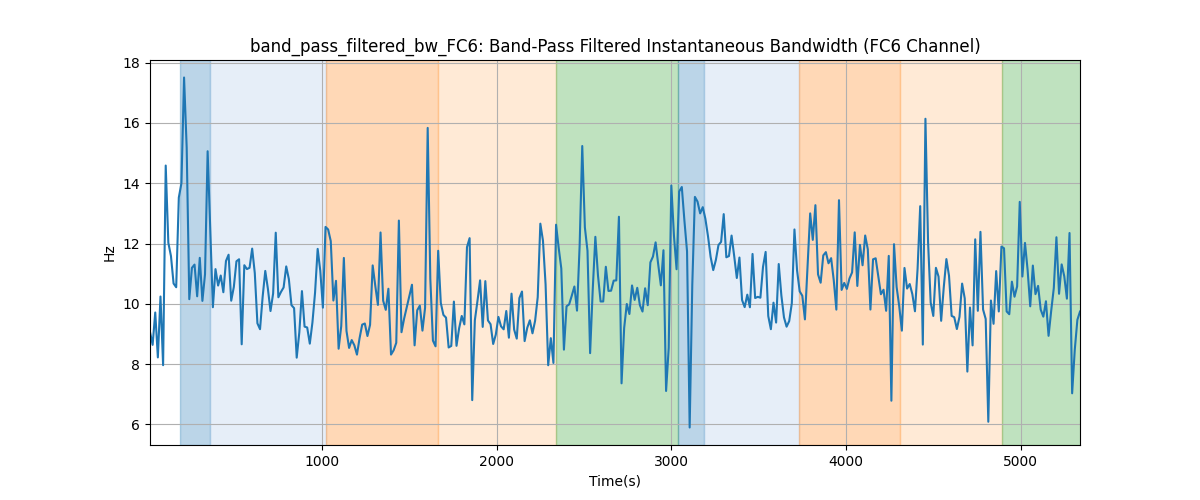 band_pass_filtered_bw_FC6: Band-Pass Filtered Instantaneous Bandwidth (FC6 Channel)
18
16
14
12
10
8
6
Hz
1000 2000 3000 4000 5000
Time(s)